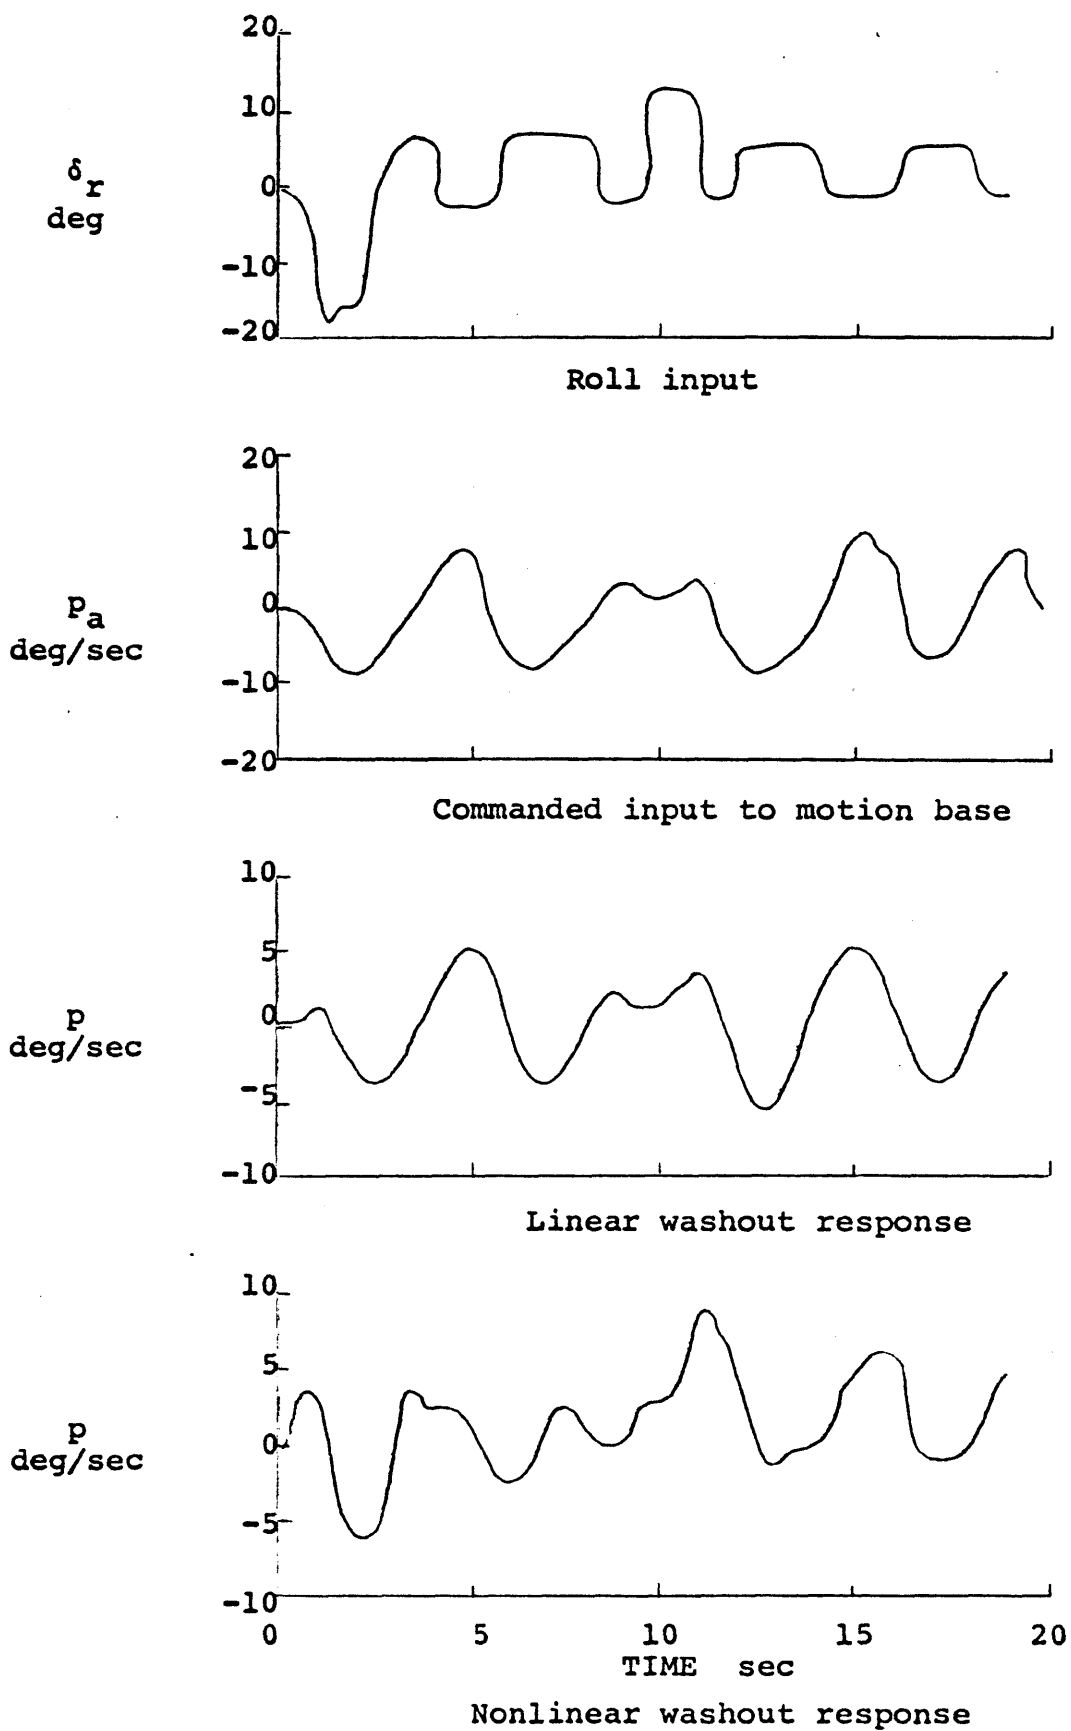 20
10
δr
deg
0
-10
-20
Roll input
20
10
pa
deg/sec
0
-10
-20
Commanded input to motion base
10
5
p
deg/sec
0
-5
-10
Linear washout response
10
5
p
deg/sec
0
-5
-10
0 5 10 15 20
TIME sec
Nonlinear washout response